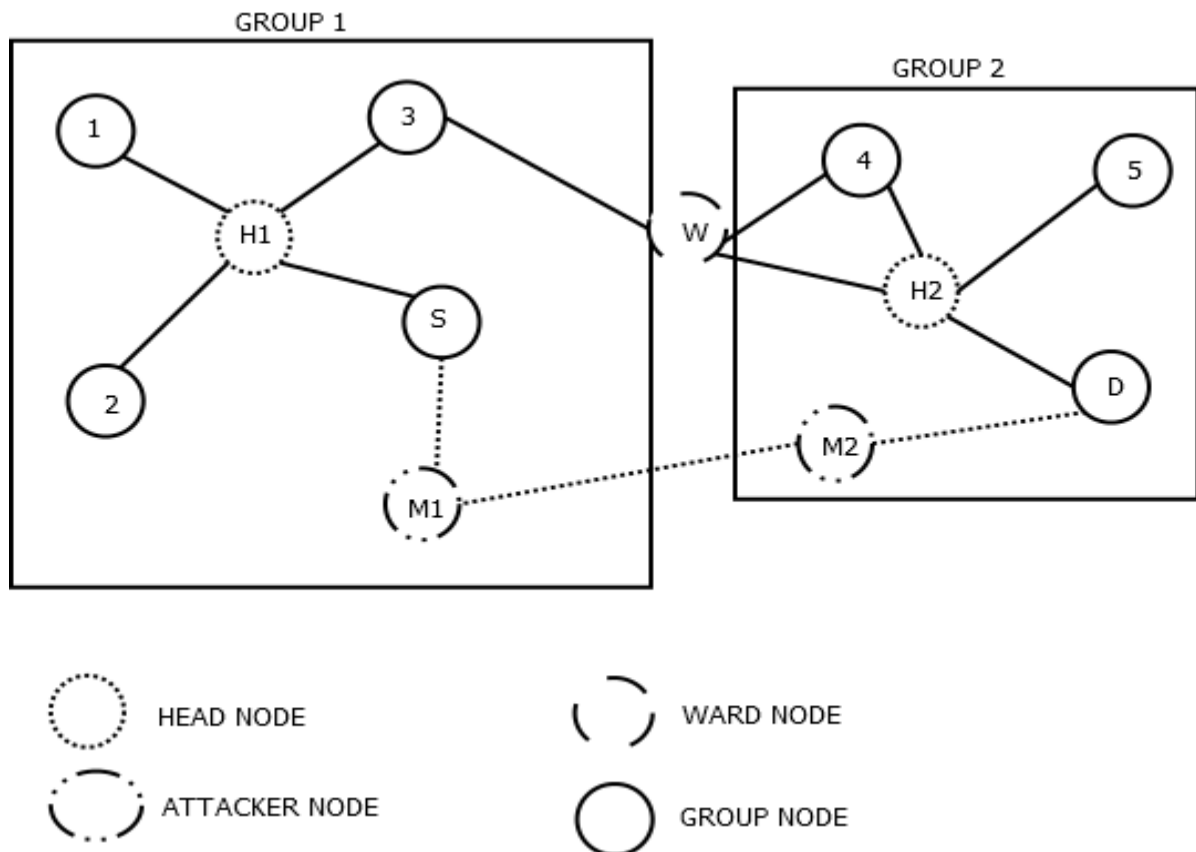 GROUP 1
GROUP 2
1
3
4
5
W
H1
H2
S
D
2
M2
M1
HEAD NODE
WARD NODE
ATTACKER NODE
GROUP NODE